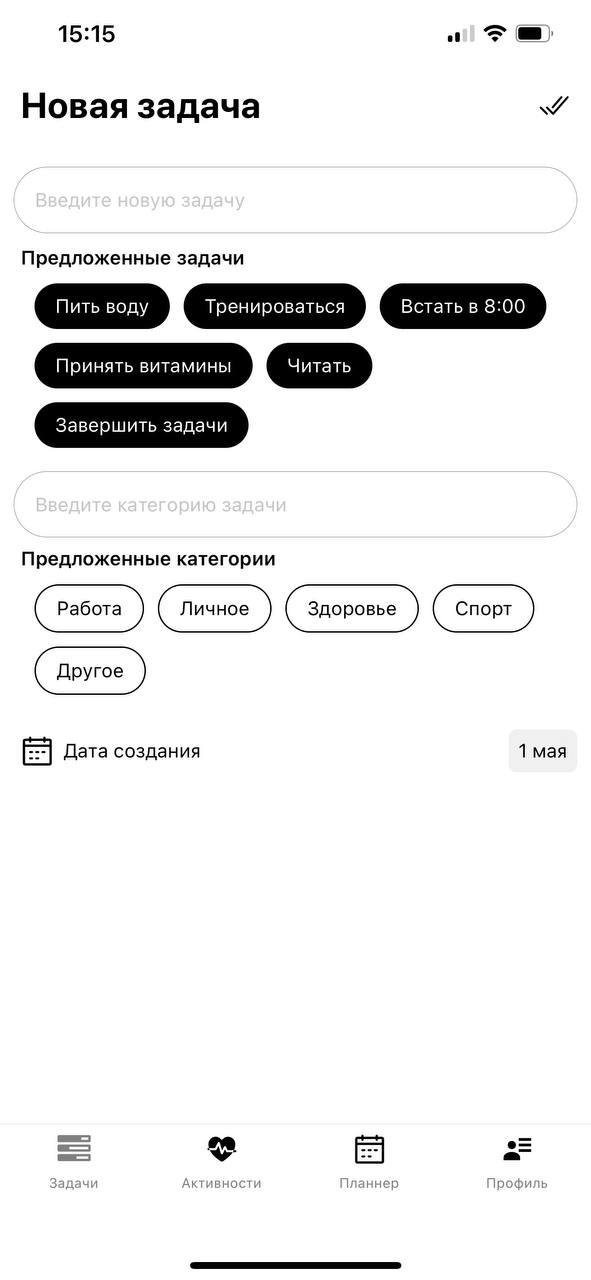 15:15
Новая задача
Введите новую задачу
Предложенные задачи
Пить воду Тренироваться Встать в 8:00
Принять витамины Читать
Завершить задачи
Введите категорию задачи
Предложенные категории
Работа Личное Здоровье Спорт
Другое
Дата создания 1 мая
Задачи Активности Планнер Профиль